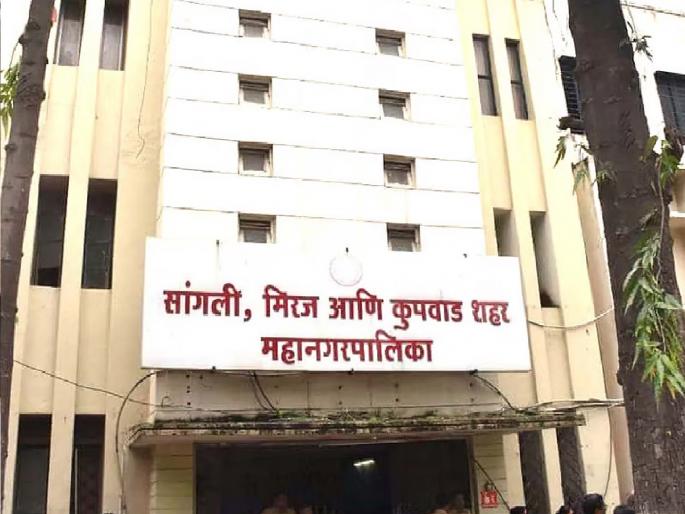 सांगली, मिरज आणि कुपवाड शहर
महानगरपालिका